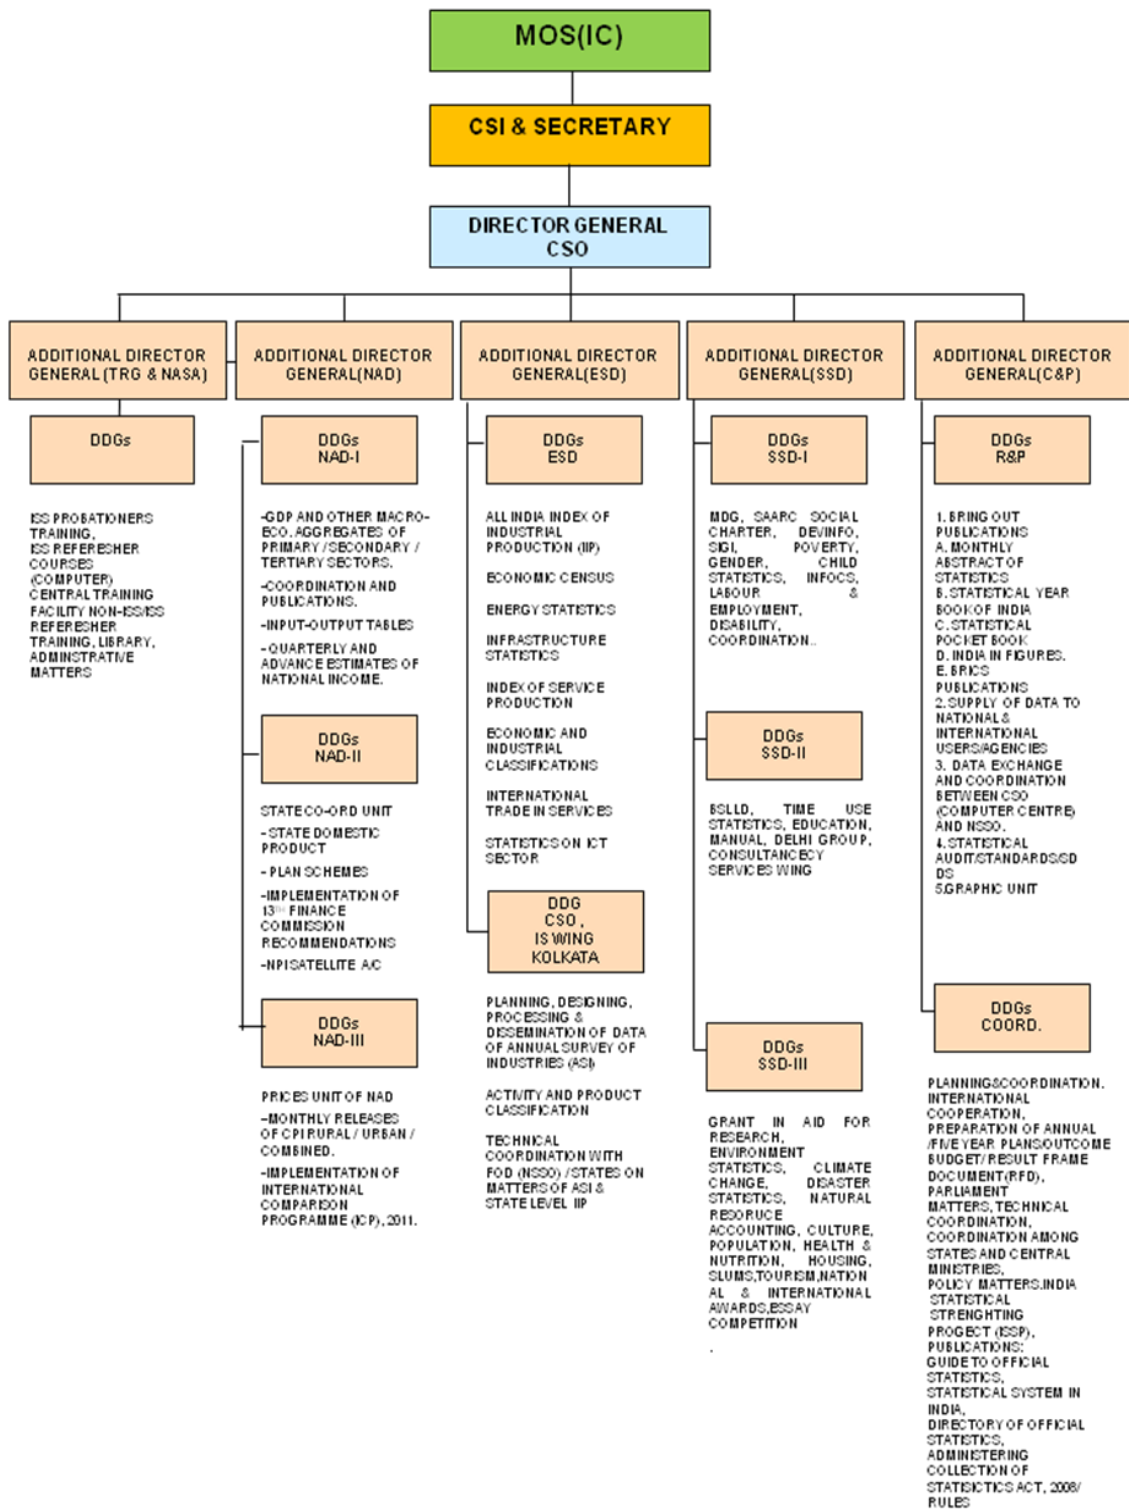 MOS(IC)
CSI & SECRETARY
DIRECTOR GENERAL
CSO
ADDITIONAL DIRECTOR
GENERAL (TRG & NASA)
DDGs
ISS PROBATIONERS
TRAINING,
ISS REFERESHER
COURSES
(COMPUTER)
CENTRAL TRAINING
FACILITY NON-ISS/ISS
REFERESHER
TRAINING, LIBRARY,
ADMINSTRATIVE
MATTERS
ADDITIONAL DIRECTOR
GENERAL(NAD)
DDGs
NAD-I
-GDP AND OTHER MACRO-
ECO. AGGREGATES OF
PRIMARY / SECONDARY /
TERTIARY SECTORS.
-COORDINATION AND
PUBLICATIONS.
-INPUT-OUTPUT TABLES
- QUARTERLY AND
ADVANCE ESTIMATES OF
NATIONAL INCOME.
DDGs
NAD-II
STATE CO-ORD UNIT
- STATE DOMESTIC
PRODUCT
- PLAN SCHEMES
-IMPLEMENTATION OF
13TH FINANCE
COMMISSION
RECOMMENDATIONS
-NPI SATELLITE A/C
DDGs
NAD-III
PRICES UNIT OF NAD
-MONTHLY RELEASES
OF CPI RURAL / URBAN /
COMBINED.
-IMPLEMENTATION OF
INTERNATIONAL
COMPARISON
PROGRAMME (ICP), 2011.
ADDITIONAL DIRECTOR
GENERAL(ESD)
DDGs
ESD
ALL INDIA INDEX OF
INDUSTRIAL
PRODUCTION (IIP)
ECONOMIC CENSUS
ENERGY STATISTICS
INFRASTRUCTURE
STATISTICS
INDEX OF SERVICE
PRODUCTION
ECONOMIC AND
INDUSTRIAL
CLASSIFICATIONS
INTERNATIONAL
TRADE IN SERVICES
STATISTICS ON ICT
SECTOR
DDG
CSO ,
IS WING
KOLKATA
PLANNING, DESIGNING,
PROCESSING &
DISSEMINATION OF DATA
OF ANNUAL SURVEY OF
INDUSTRIES (ASI)
ACTIVITY AND PRODUCT
CLASSIFICATION
TECHNICAL
COORDINATION WITH
FOD (NSSO) / STATES ON
MATTERS OF ASI &
STATE LEVEL IIP
ADDITIONAL DIRECTOR
GENERAL(SSD)
DDGs
SSD-I
MDG, SAARC SOCIAL
CHARTER, DEVINFO,
SIGI, POVERTY,
GENDER, CHILD
STATISTICS, INFOCS,
LABOUR &
EMPLOYMENT,
DISABILITY,
COORDINATION..
DDGs
SSD-II
BSLLD, TIME USE
STATISTICS, EDUCATION,
MANUAL, DELHI GROUP,
CONSULTANCECY
SERVICES WING
DDGs
SSD-III
GRANT IN AID FOR
RESEARCH,
ENVIRONMENT
STATISTICS, CLIMATE
CHANGE, DISASTER
STATISTICS, NATURAL
RESORUCE
ACCOUNTING, CULTURE,
POPULATION, HEALTH &
NUTRITION, HOUSING,
SLUMS,TOURISM,NATION
AL & INTERNATIONAL
AWARDS,ESSAY
COMPETITION
.
ADDITIONAL DIRECTOR
GENERAL(C&P)
DDGs
R&P
1. BRING OUT
PUBLICATIONS
A. MONTHLY
ABSTRACT OF
STATISTICS
B. STATISTICAL YEAR
BOOK OF INDIA
C. STATISTICAL
POCKET BOOK
D. INDIA IN FIGURES.
E. BRICS
PUBLICATIONS
2. SUPPLY OF DATA TO
NATIONAL &
INTERNATIONAL
USERS/AGENCIES
3. DATA EXCHANGE
AND COORDINATION
BETWEEN CSO
(COMPUTER CENTRE)
AND NSSO.
4. STATISTICAL
AUDIT/STANDARDS/SD
DS
5.GRAPHIC UNIT
DDGs
COORD.
PLANNING&COORDINATION,
INTERNATIONAL
COOPERATION,
PREPARATION OF ANNUAL
/FIVE YEAR PLANS/OUTCOME
BUDGET/ RESULT FRAME
DOCUMENT(RFD),
PARLIAMENT
MATTERS, TECHNICAL
COORDINATION,
COORDINATION AMONG
STATES AND CENTRAL
MINISTRIES,
POLICY MATTERS.INDIA
STATISTICAL
STRENGHTING
PROGECT (ISSP),
PUBLICATIONS:
GUIDE TO OFFICIAL
STATISTICS,
STATISTICAL SYSTEM IN
INDIA,
DIRECTORY OF OFFICIAL
STATISTICS,
ADMINISTERING
COLLECTION OF
STATISICTICS ACT, 2008/
RULES